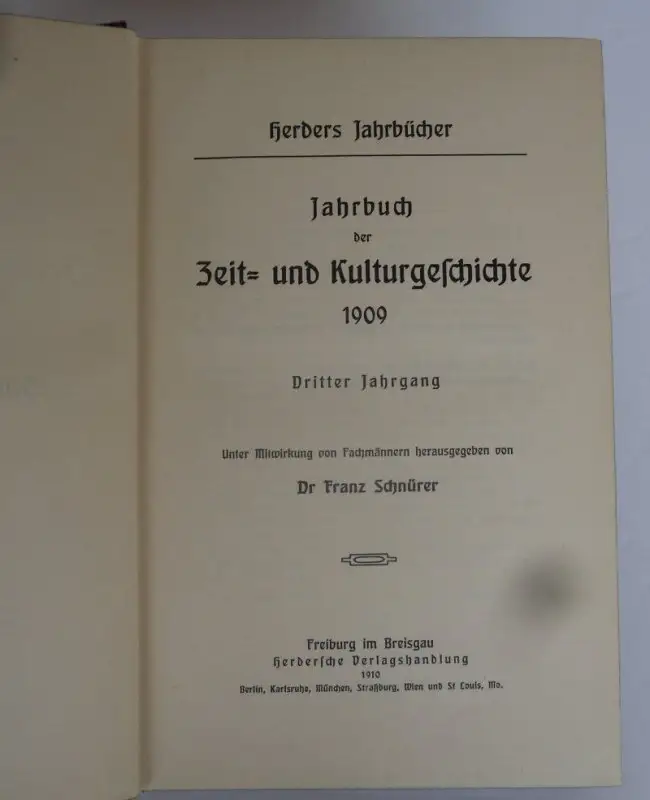 Herders Jahrbücher
Jahrbuch
der
Zeit= und Kulturgeſchichte
1909
Dritter Jahrgang
Unter Mitwirkung von Fachmännern herausgegeben von
Dr Franz Schnürer
Freiburg im Breisgau
Herderſche Verlagshandlung
1910
Berlin, Karlsruhe, München, Straßburg, Wien und St Louis, Mo.